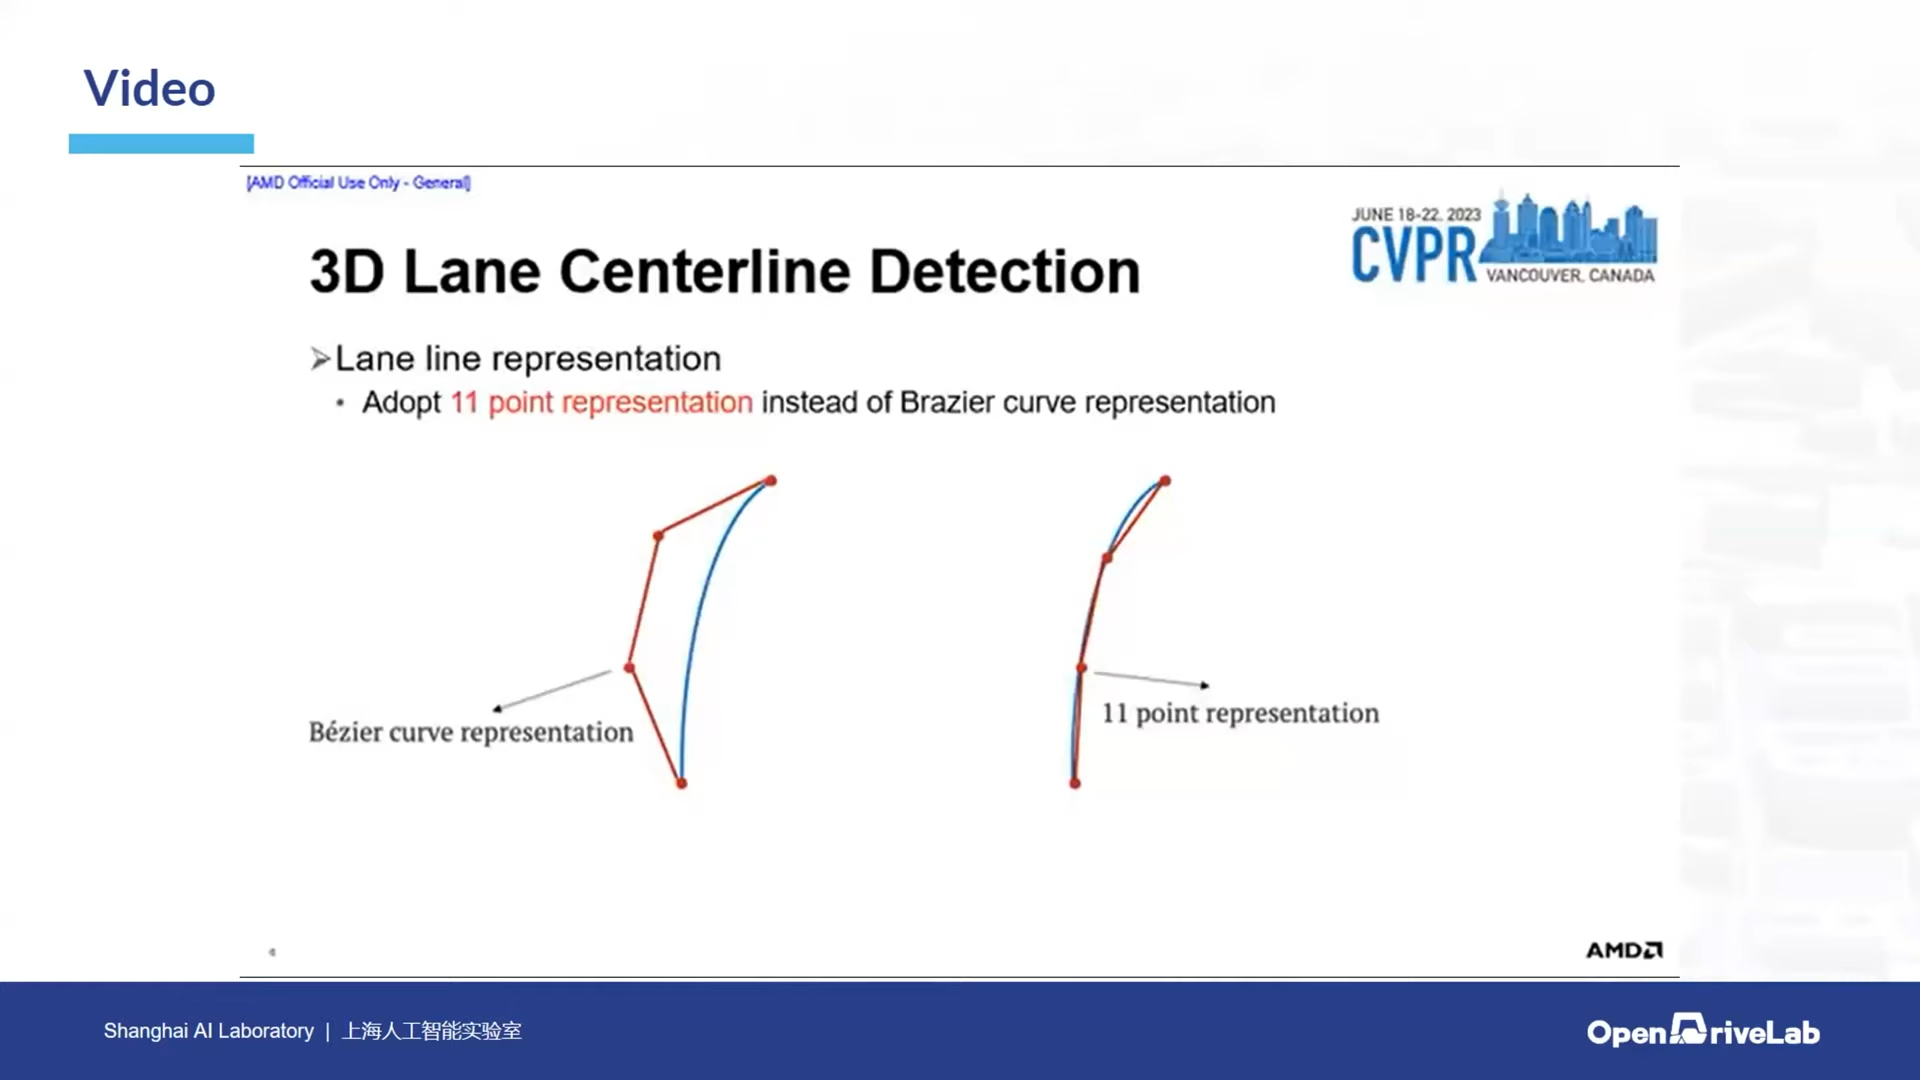 Video
[AMD Official Use Only - General]
JUNE 18-22, 2023
CVPR
VANCOUVER, CANADA
3D Lane Centerline Detection
Lane line representation
• Adopt 11 point representation instead of Brazier curve representation
Bézier curve representation
11 point representation
AMD
Shanghai AI Laboratory | 上海人工智能实验室
OpenDriveLab